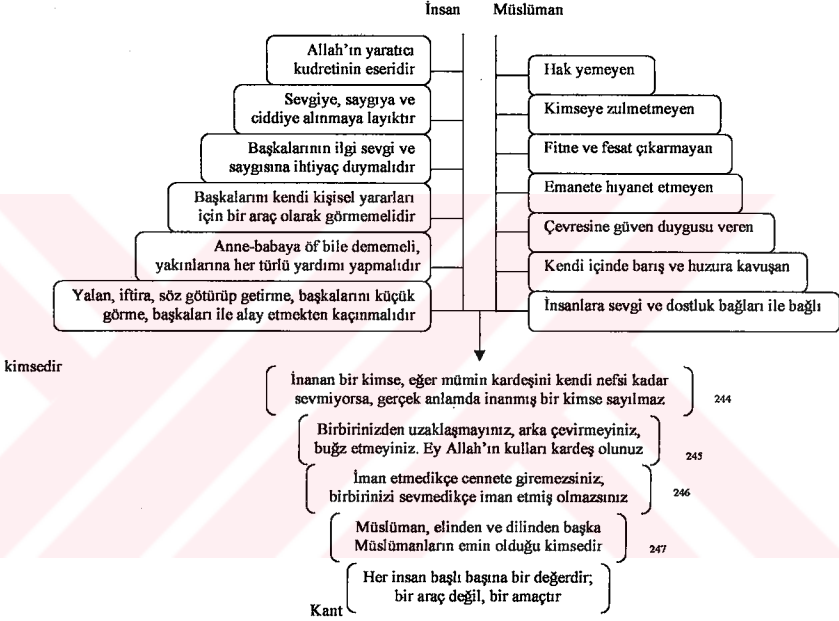 İnsan Müslüman
Allah'ın yaratıcı
kudretinin eseridir
Sevgiye, saygıya ve
ciddiye alınmaya layıktır
Başkalarının ilgi sevgi ve
saygısına ihtiyaç duymalıdır
Başkalarını kendi kişisel yararları
için bir araç olarak görmemelidir
Anne-babaya öf bile dememeli,
yakınlarına her türlü yardımı yapmalıdır
Yalan, iftira, söz götürüp getirme, başkalarını küçük
görme, başkaları ile alay etmekten kaçınmalıdır
Hak yemeyen
Kimseye zulmetmeyen
Fitne ve fesat çıkarmayan
Emanete hıyanet etmeyen
Çevresine güven duygusu veren
Kendi içinde barış ve huzura kavuşan
İnsanlara sevgi ve dostluk bağları ile bağlı
kimsedir
İnanan bir kimse, eğer mümin kardeşini kendi nefsi kadar
sevmiyorsa, gerçek anlamda inanmış bir kimse sayılmaz 244
Birbirinizden uzaklaşmayınız, arka çevirmeyiniz,
buğz etmeyiniz. Ey Allah'ın kulları kardeş olunuz 245
İman etmedikçe cennete giremezsiniz,
birbirinizi sevmedikçe iman etmiş olmazsınız 246
Müslüman, elinden ve dilinden başka
Müslümanların emin olduğu kimsedir 247
Her insan başlı başına bir değerdir;
bir araç değil, bir amaçtır
Kant